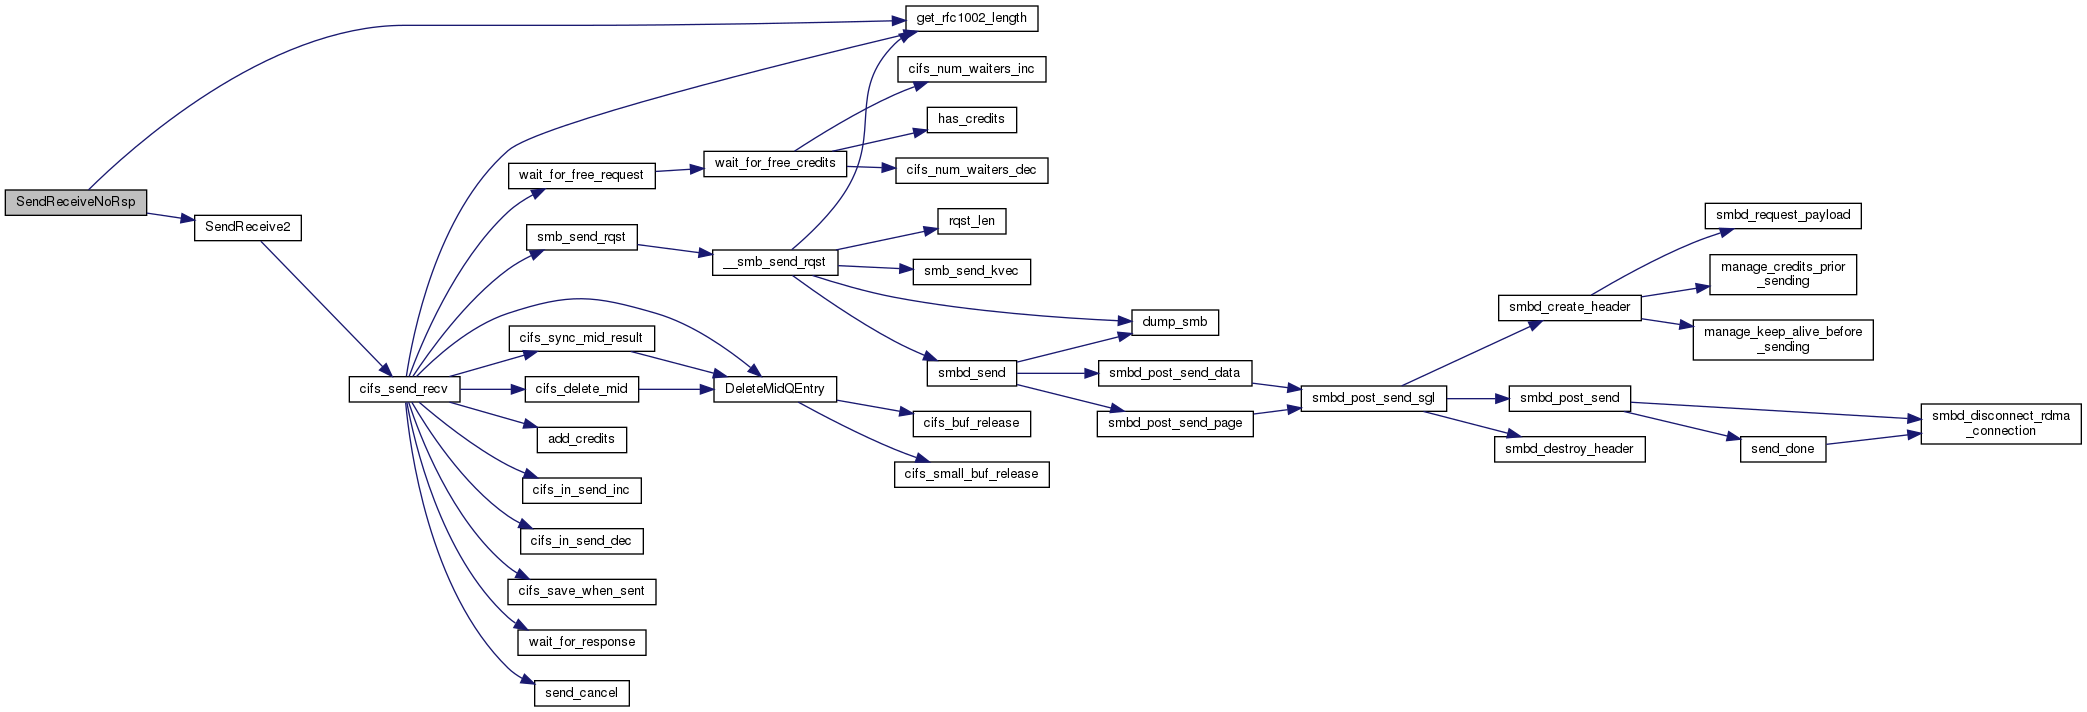 SendReceiveNoRsp
SendReceive2
cifs_send_recv
get_rfc1002_length
wait_for_free_request
smb_send_rqst
cifs_sync_mid_result
cifs_delete_mid
add_credits
cifs_in_send_inc
cifs_in_send_dec
cifs_save_when_sent
wait_for_response
send_cancel
wait_for_free_credits
__smb_send_rqst
DeleteMidQEntry
cifs_num_waiters_inc
has_credits
cifs_num_waiters_dec
rqst_len
smb_send_kvec
smbd_send
cifs_buf_release
cifs_small_buf_release
dump_smb
smbd_post_send_data
smbd_post_send_page
smbd_post_send_sgl
smbd_create_header
smbd_post_send
smbd_destroy_header
smbd_request_payload
manage_credits_prior
_sending
manage_keep_alive_before
_sending
send_done
smbd_disconnect_rdma
_connection